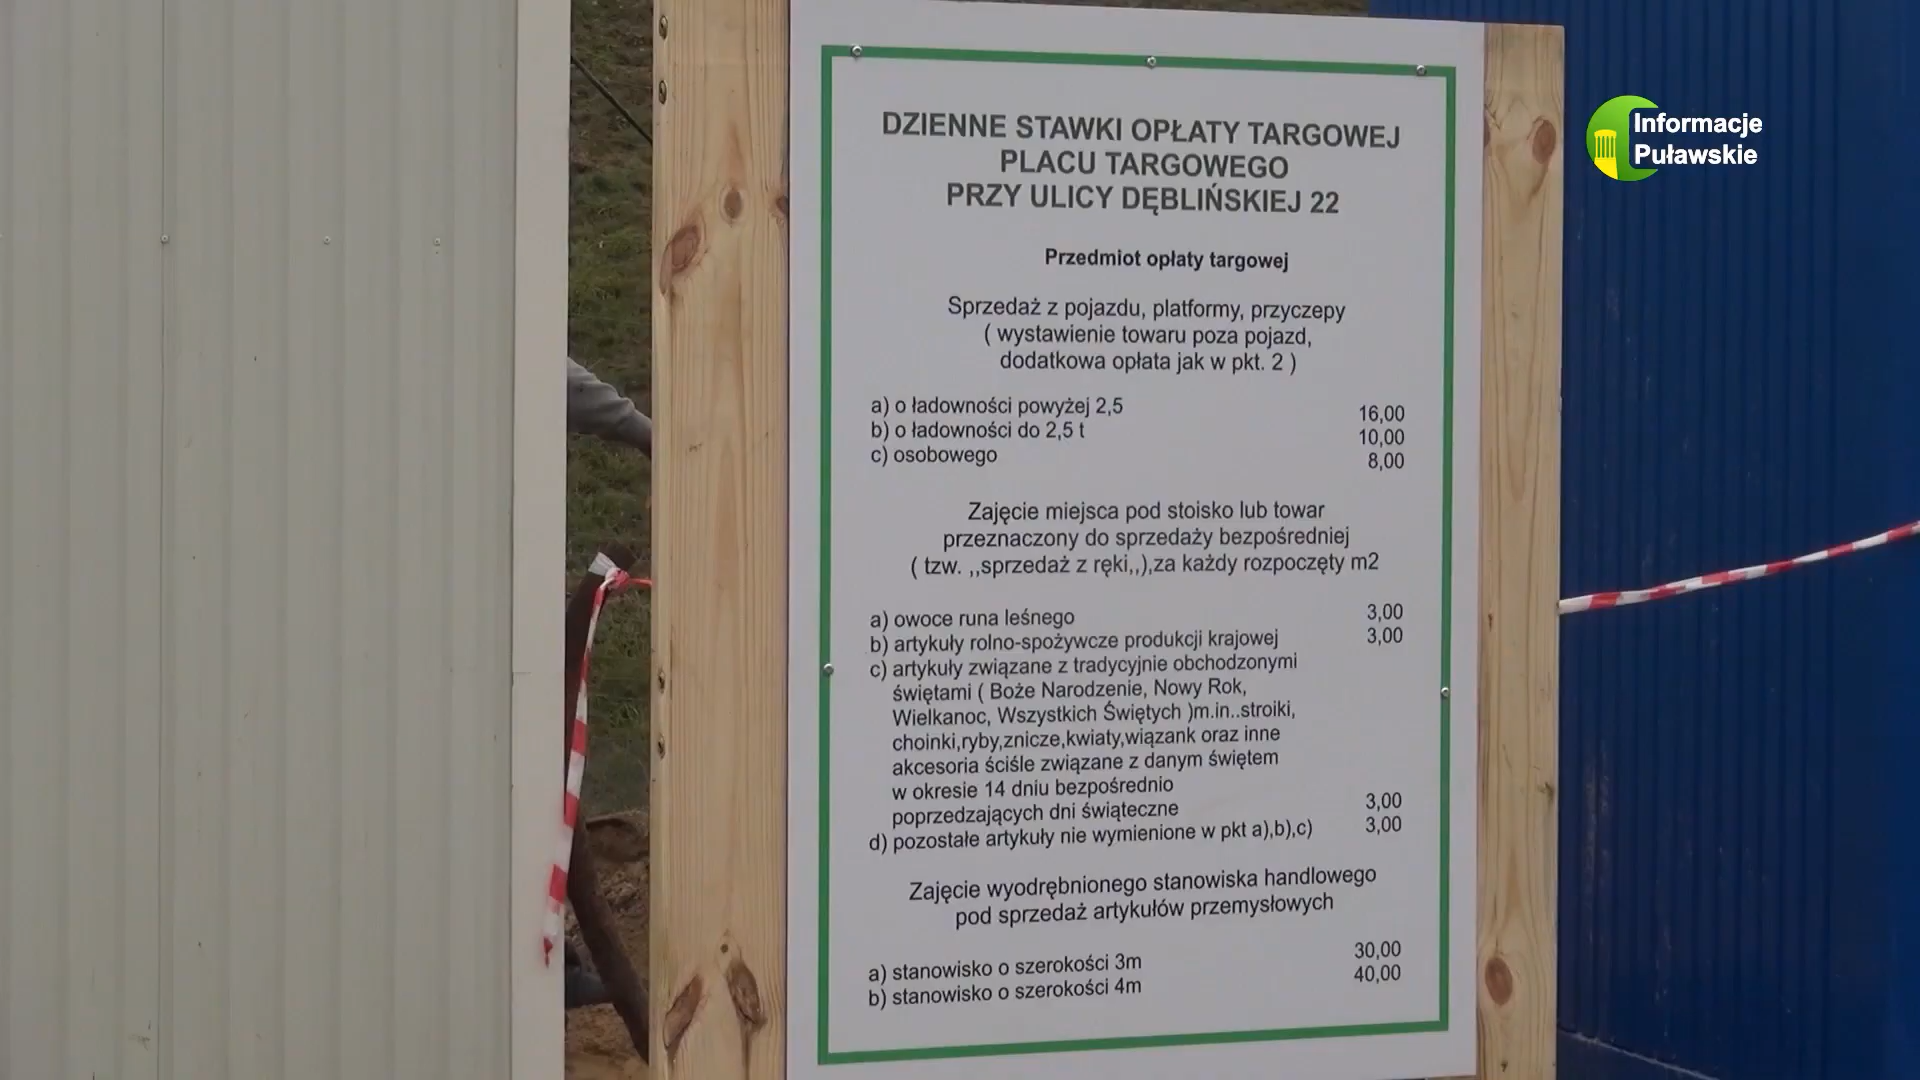 Informacje
Puławskie
DZIENNE STAWKI OPŁATY TARGOWEJ
PLACU TARGOWEGO
PRZY ULICY DĘBLIŃSKIEJ 22
Przedmiot opłaty targowej
Sprzedaż z pojazdu, platformy, przyczepy
( wystawienie towaru poza pojazd,
dodatkowa opłata jak w pkt. 2 )
a) o ładowności powyżej 2,5 16,00
b) o ładowności do 2,5 t 10,00
c) osobowego 8,00
Zajęcie miejsca pod stoisko lub towar
przeznaczony do sprzedaży bezpośredniej
( tzw. ,,sprzedaż z ręki,,),za każdy rozpoczęty m2
a) owoce runa leśnego 3,00
b) artykuły rolno-spożywcze produkcji krajowej 3,00
c) artykuły związane z tradycyjnie obchodzonymi
świętami ( Boże Narodzenie, Nowy Rok,
Wielkanoc, Wszystkich Świętych )m.in..stroiki,
choinki,ryby,znicze,kwiaty,wiązank oraz inne
akcesoria ściśle związane z danym świętem
w okresie 14 dniu bezpośrednio
poprzedzających dni świąteczne 3,00
d) pozostałe artykuły nie wymienione w pkt a),b),c) 3,00
Zajęcie wyodrębnionego stanowiska handlowego
pod sprzedaż artykułów przemysłowych
a) stanowisko o szerokości 3m 30,00
b) stanowisko o szerokości 4m 40,00